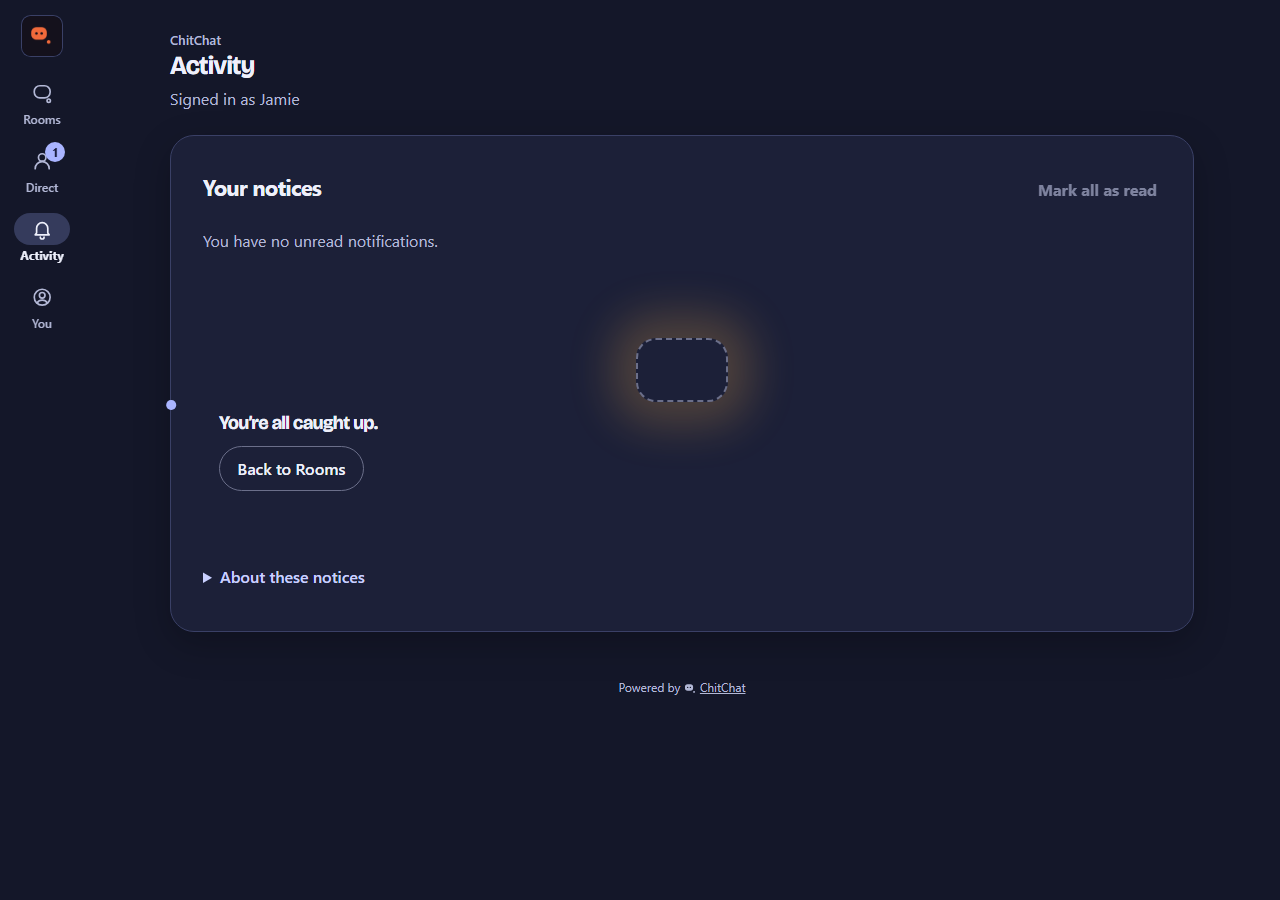 ChitChat
Activity
Signed in as Jamie
Rooms
1
Direct
Activity
You
Your notices
Mark all as read
You have no unread notifications.
You're all caught up.
Back to Rooms
About these notices
Powered by ChitChat